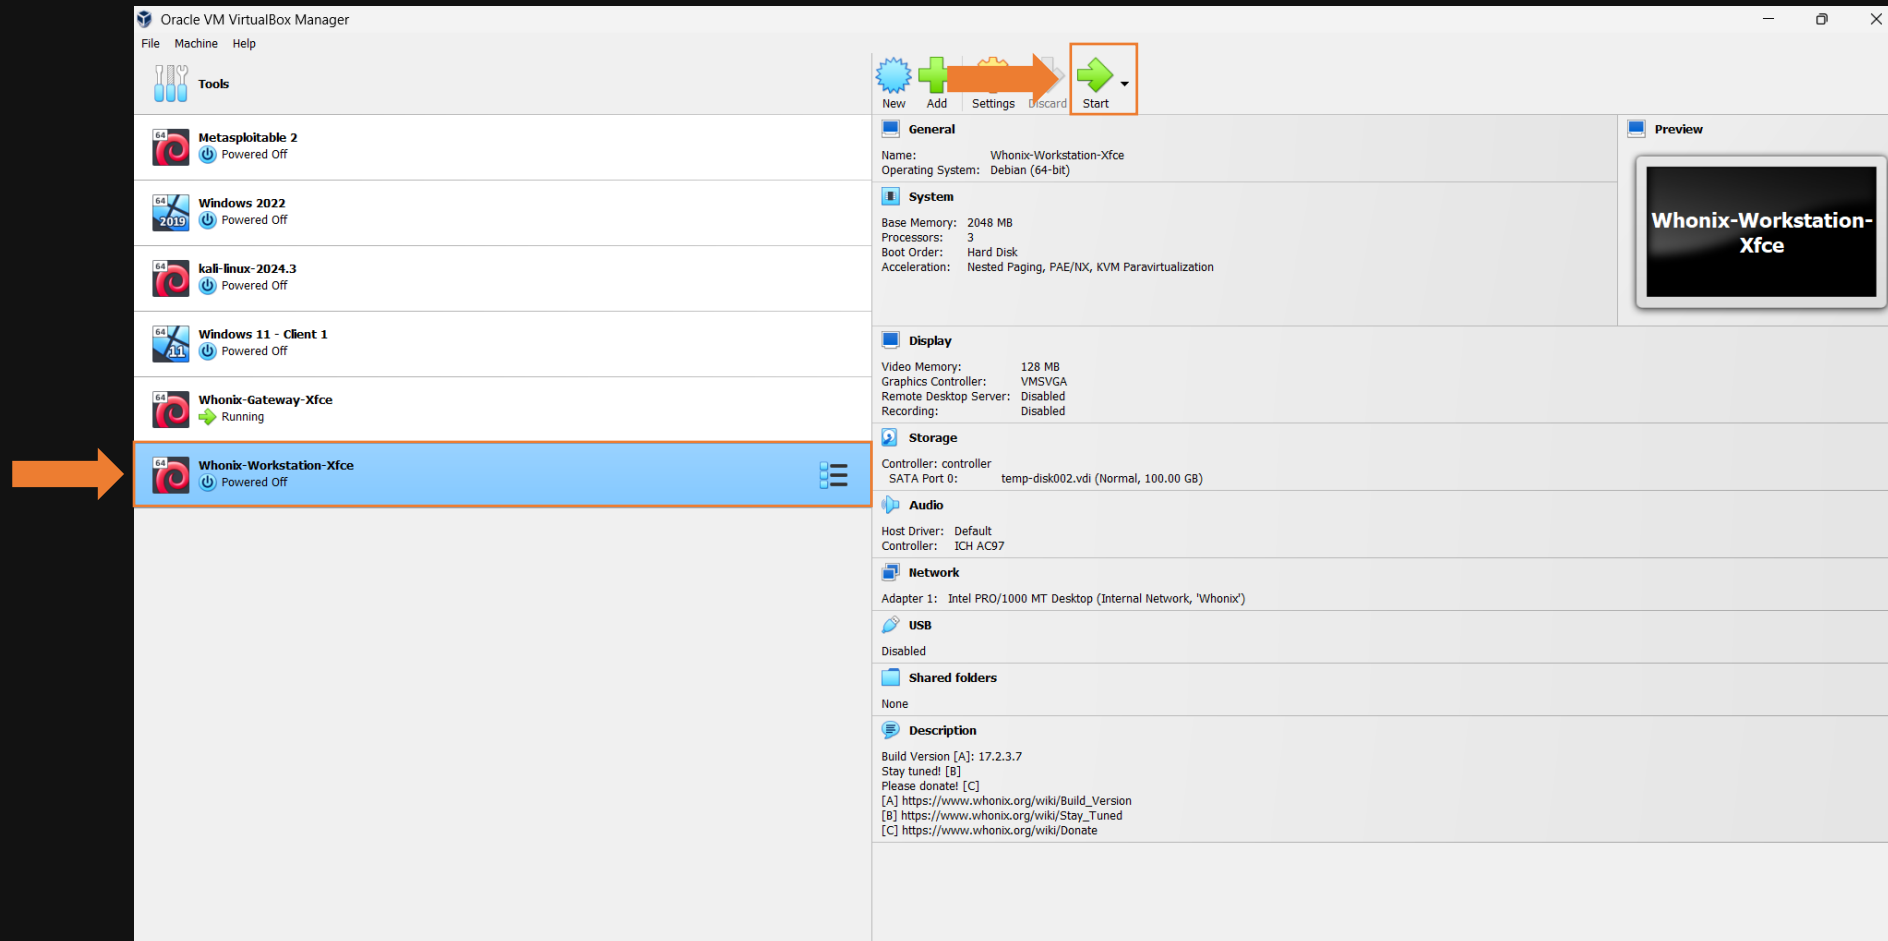 Oracle VM VirtualBox Manager
File Machine Help
Tools
New Add Settings Discard Start
64
Metasploitable 2
Powered Off
64
2019
Windows 2022
Powered Off
64
kali-linux-2024.3
Powered Off
64
11
Windows 11 - Client 1
Powered Off
64
Whonix-Gateway-Xfce
Running
64
Whonix-Workstation-Xfce
Powered Off
General
Name: Whonix-Workstation-Xfce
Operating System: Debian (64-bit)
System
Base Memory: 2048 MB
Processors: 3
Boot Order: Hard Disk
Acceleration: Nested Paging, PAE/NX, KVM Paravirtualization
Preview
Whonix-Workstation-
Xfce
Display
Video Memory: 128 MB
Graphics Controller: VMSVGA
Remote Desktop Server: Disabled
Recording: Disabled
Storage
Controller: controller
SATA Port 0: temp-disk002.vdi (Normal, 100.00 GB)
Audio
Host Driver: Default
Controller: ICH AC97
Network
Adapter 1: Intel PRO/1000 MT Desktop (Internal Network, 'Whonix')
USB
Disabled
Shared folders
None
Description
Build Version [A]: 17.2.3.7
Stay tuned! [B]
Please donate! [C]
[A] https://www.whonix.org/wiki/Build_Version
[B] https://www.whonix.org/wiki/Stay_Tuned
[C] https://www.whonix.org/wiki/Donate